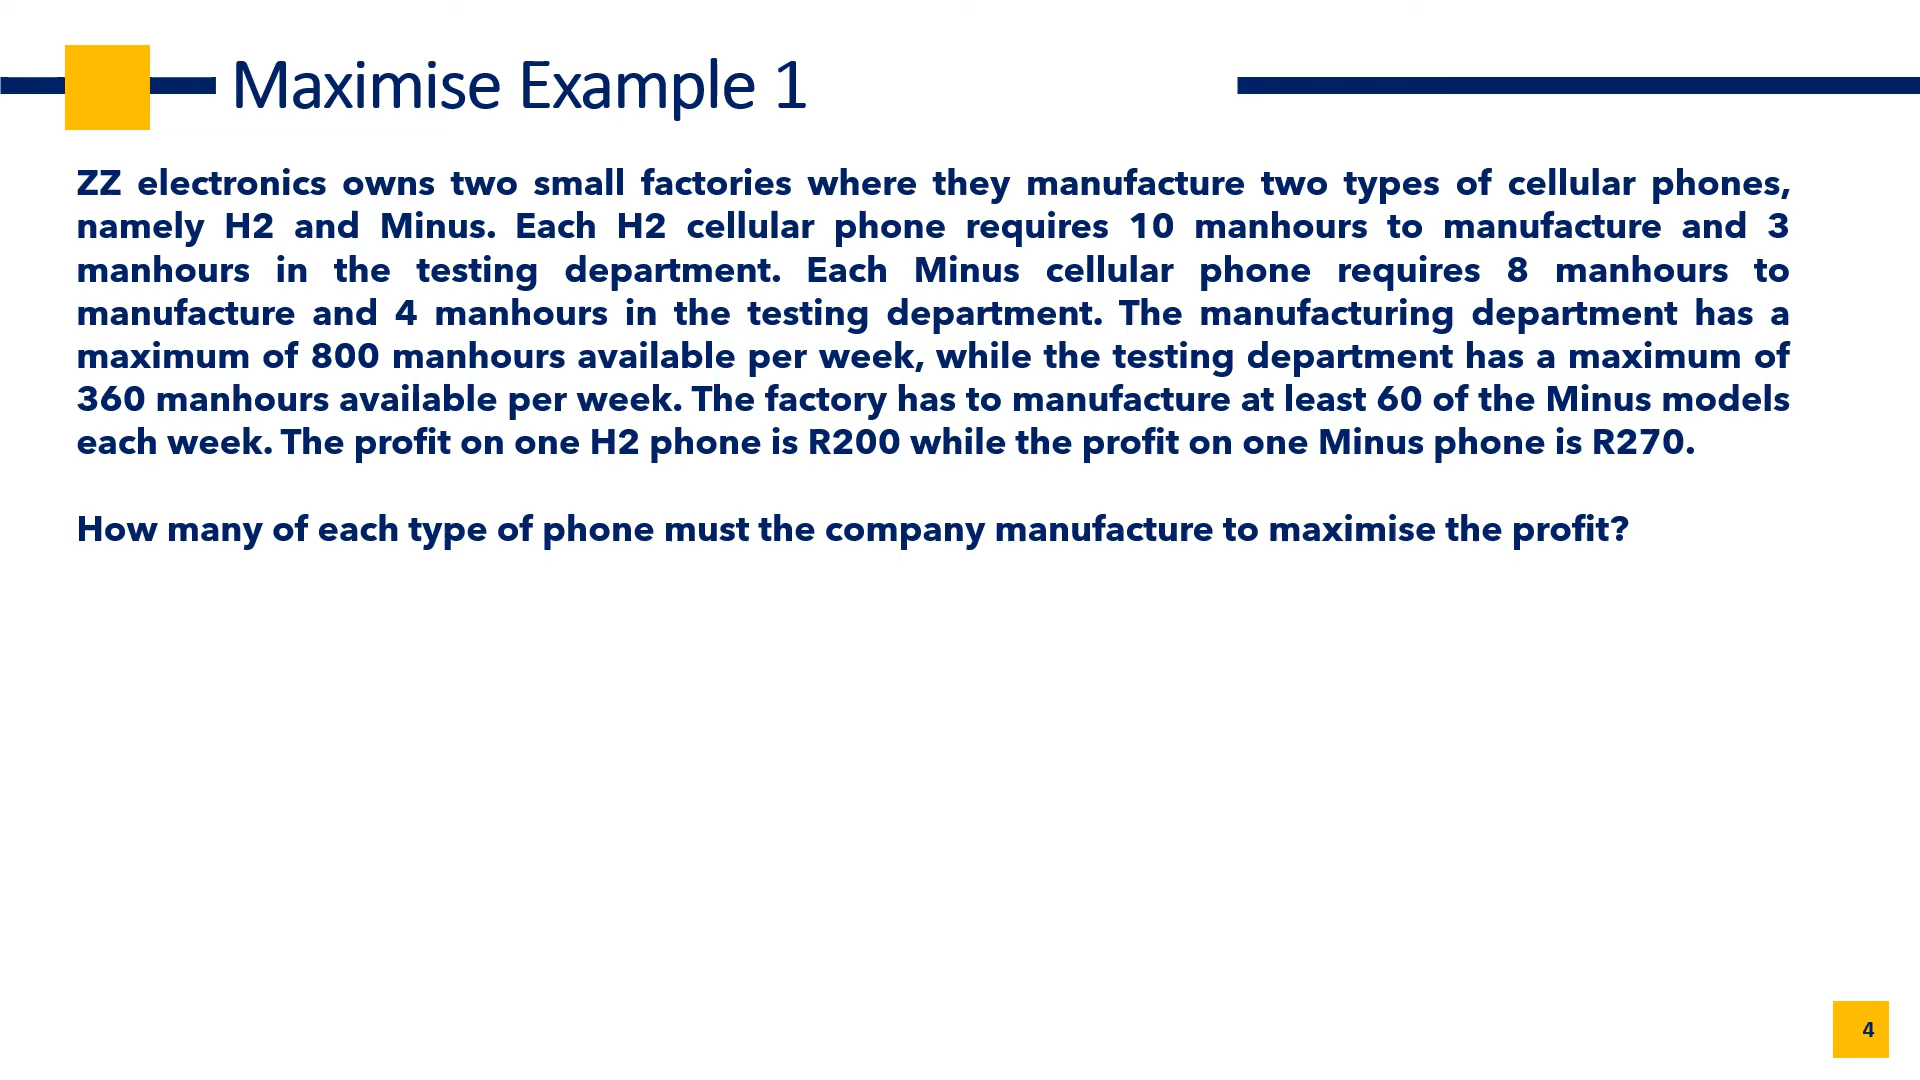 Maximise Example 1
ZZ electronics owns two small factories where they manufacture two types of cellular phones,
namely H2 and Minus. Each H2 cellular phone requires 10 manhours to manufacture and 3
manhours in the testing department. Each Minus cellular phone requires 8 manhours to
manufacture and 4 manhours in the testing department. The manufacturing department has a
maximum of 800 manhours available per week, while the testing department has a maximum of
360 manhours available per week. The factory has to manufacture at least 60 of the Minus models
each week. The profit on one H2 phone is R200 while the profit on one Minus phone is R270.
How many of each type of phone must the company manufacture to maximise the profit?
4